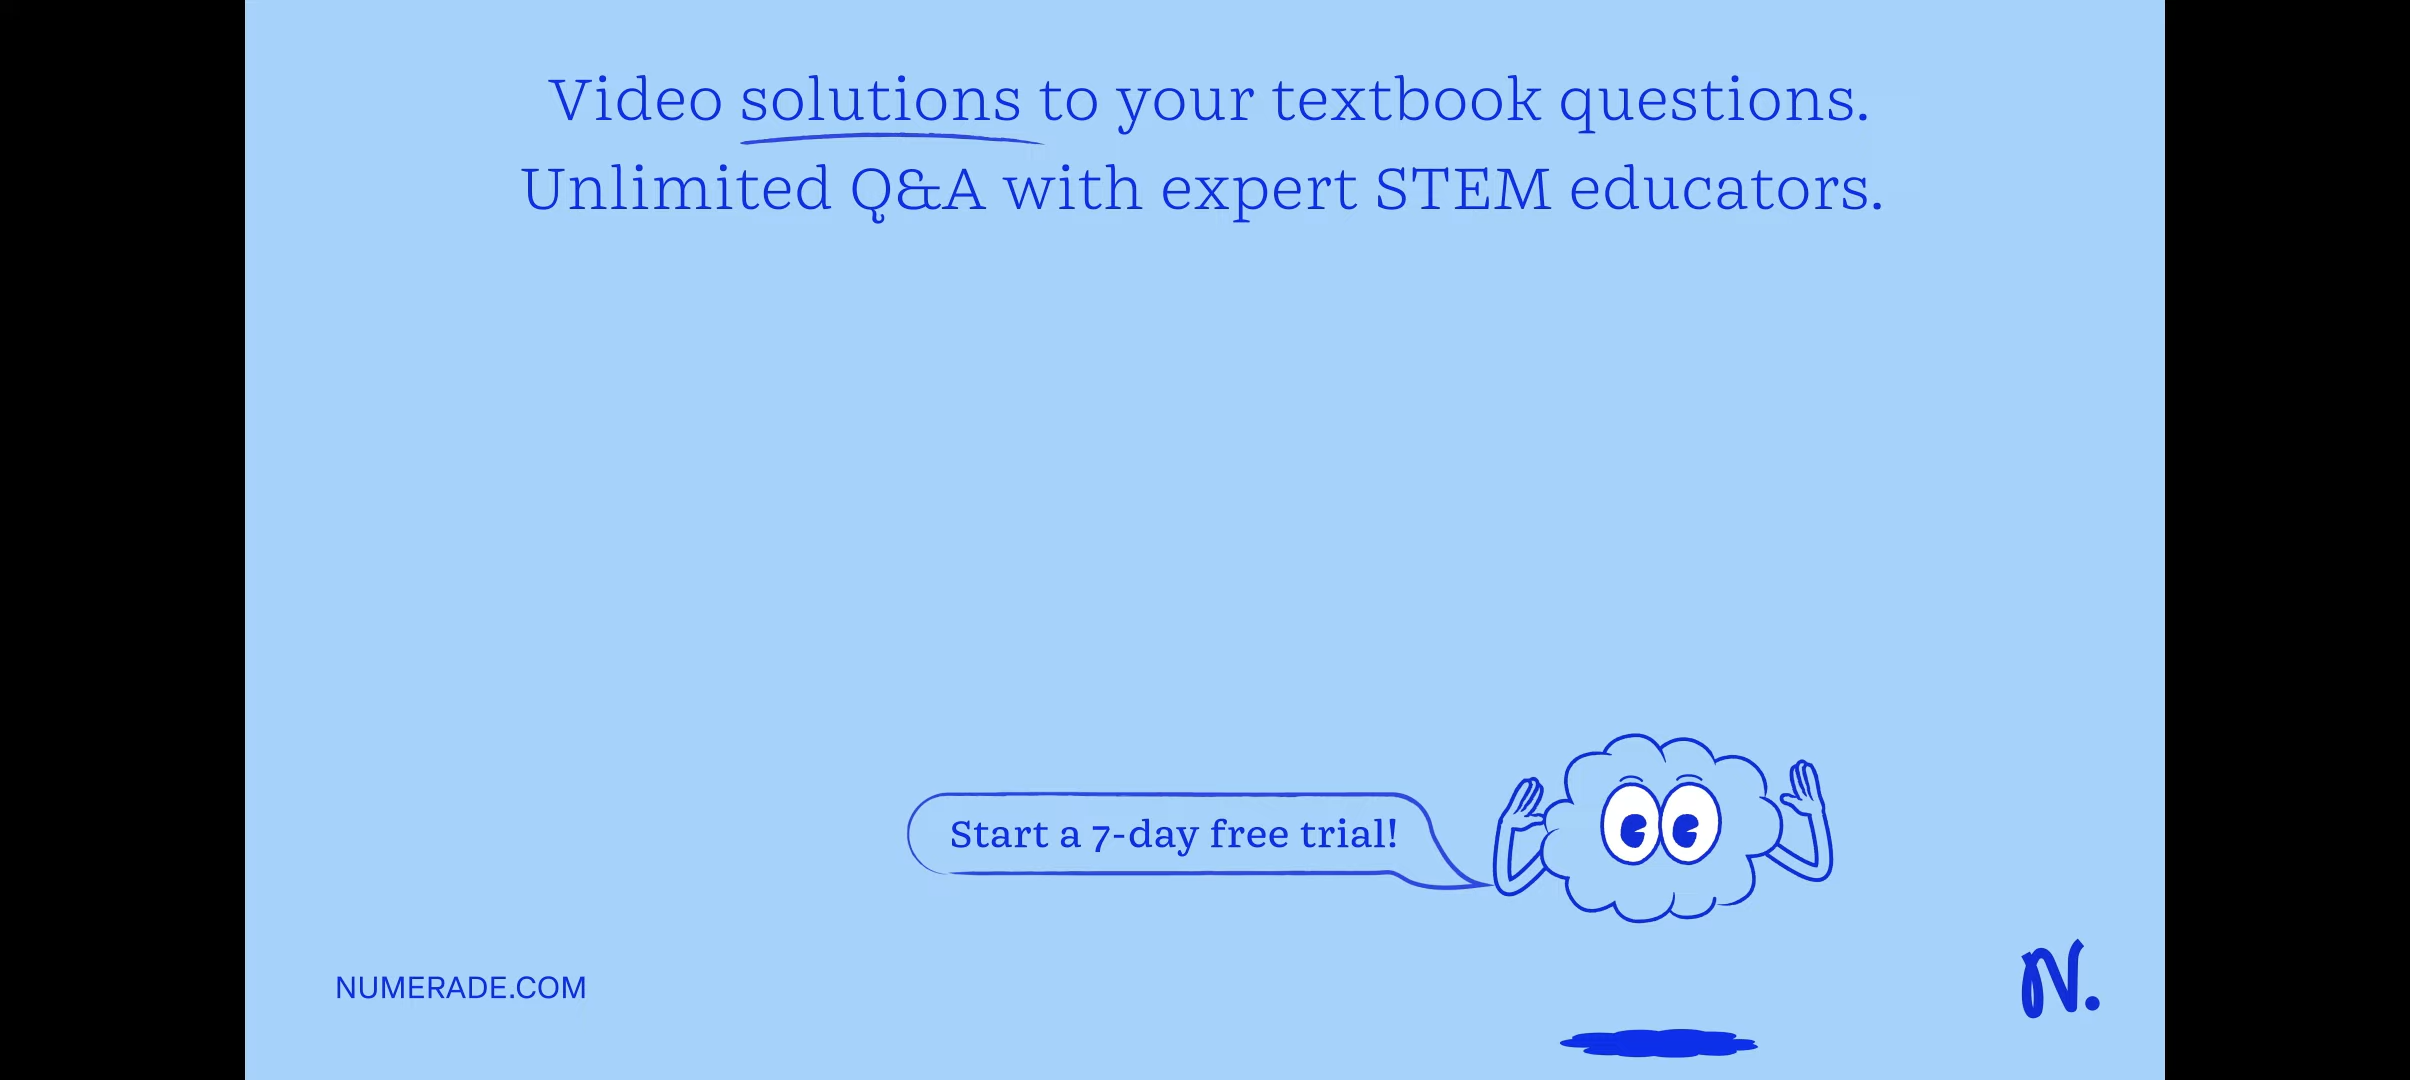 Video solutions to your textbook questions.
Unlimited Q&A with expert STEM educators.
Start a 7-day free trial!
NUMERADE.COM
N.